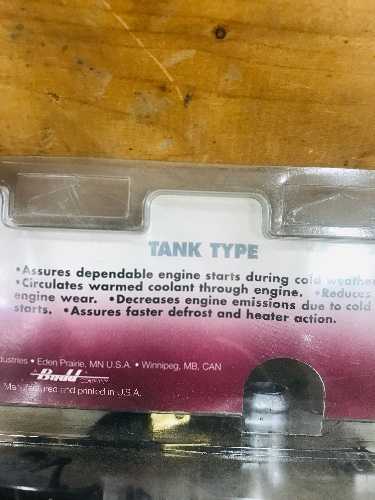 TANK TYPE
•Assures dependable engine starts during cold weather
•Circulates warmed coolant through engine. •Reduces
engine wear. •Decreases engine emissions due to cold
starts. •Assures faster defrost and heater action.
dustries • Eden Prairie, MN U.S.A. • Winnipeg, MB, CAN
Budd
Manufactured and printed in U.S.A.